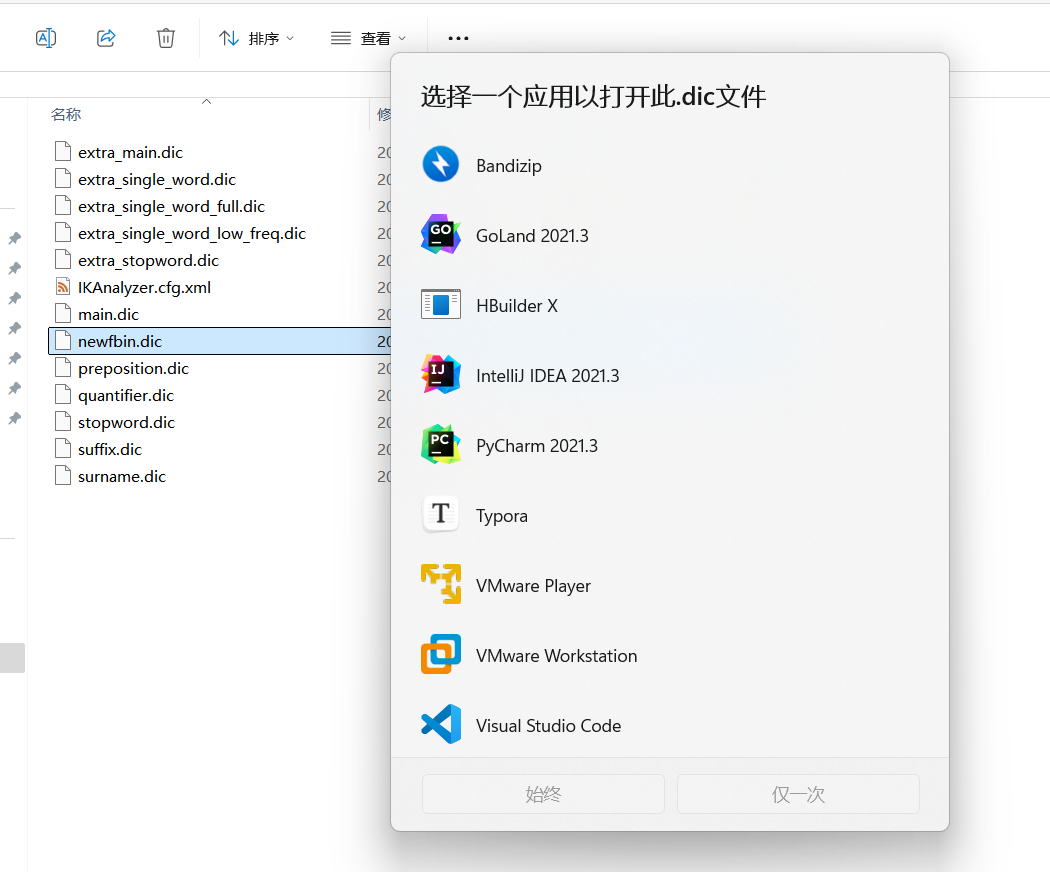 排序
查看
名称
修
extra_main.dic
20
extra_single_word.dic
20
extra_single_word_full.dic
20
extra_single_word_low_freq.dic
20
extra_stopword.dic
20
IKAnalyzer.cfg.xml
20
main.dic
20
newfbin.dic
20
preposition.dic
20
quantifier.dic
20
stopword.dic
20
suffix.dic
20
surname.dic
20
选择一个应用以打开此.dic文件
Bandizip
GO
GoLand 2021.3
HBuilder X
IJ
IntelliJ IDEA 2021.3
PC
PyCharm 2021.3
T
Typora
VMware Player
VMware Workstation
Visual Studio Code
始终
仅一次